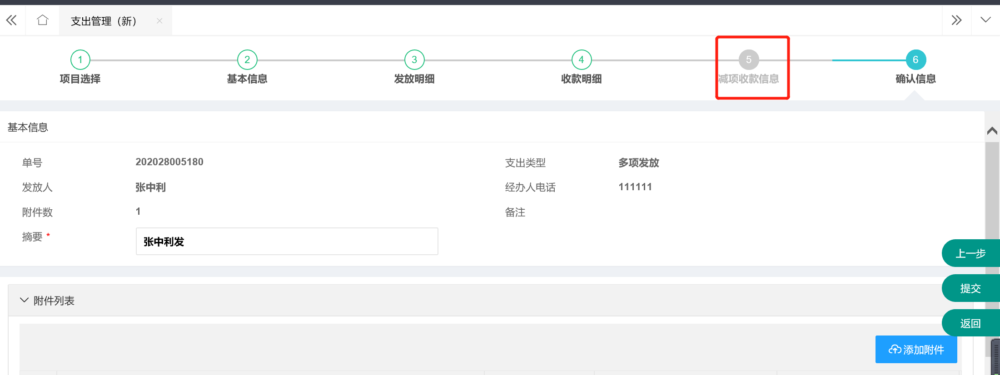 支出管理（新）
1 2 3 4 5 6
项目选择 基本信息 发放明细 收款明细 减项收款信息 确认信息
基本信息
单号 202028005180 支出类型 多项发放
发放人 张中利 经办人电话 111111
附件数 1 备注
摘要 * 张中利发
上一步
提交
附件列表
返回
添加附件